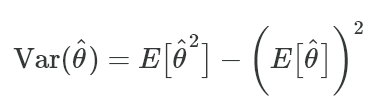 Var(θ̂) = E[θ̂²] − (E[θ̂])²